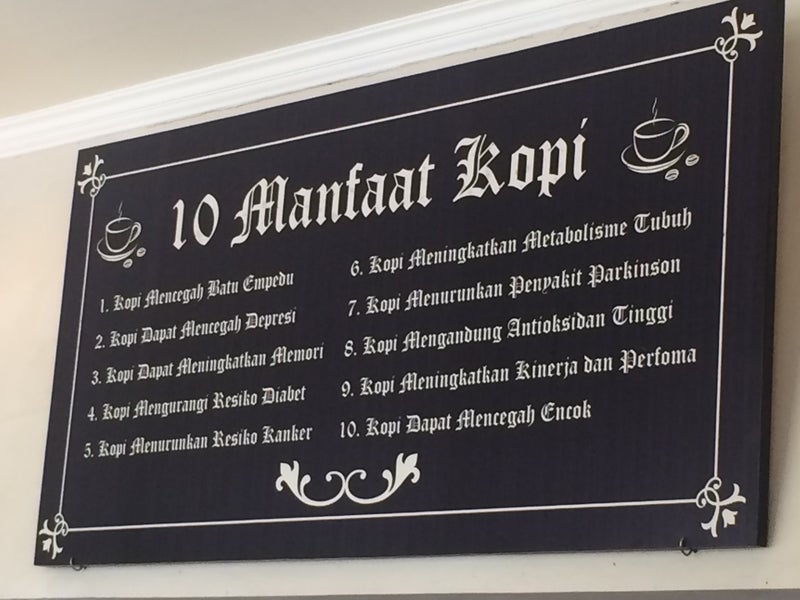 10 Manfaat Kopi
1. Kopi Mencegah Batu Empedu
2. Kopi Dapat Mencegah Depresi
3. Kopi Dapat Meningkatkan Memori
4. Kopi Mengurangi Resiko Diabet
5. Kopi Menurunkan Resiko Kanker
6. Kopi Meningkatkan Metabolisme Tubuh
7. Kopi Menurunkan Penyakit Parkinson
8. Kopi Mengandung Antioksidan Tinggi
9. Kopi Meningkatkan Kinerja dan Perfoma
10. Kopi Dapat Mencegah Encok